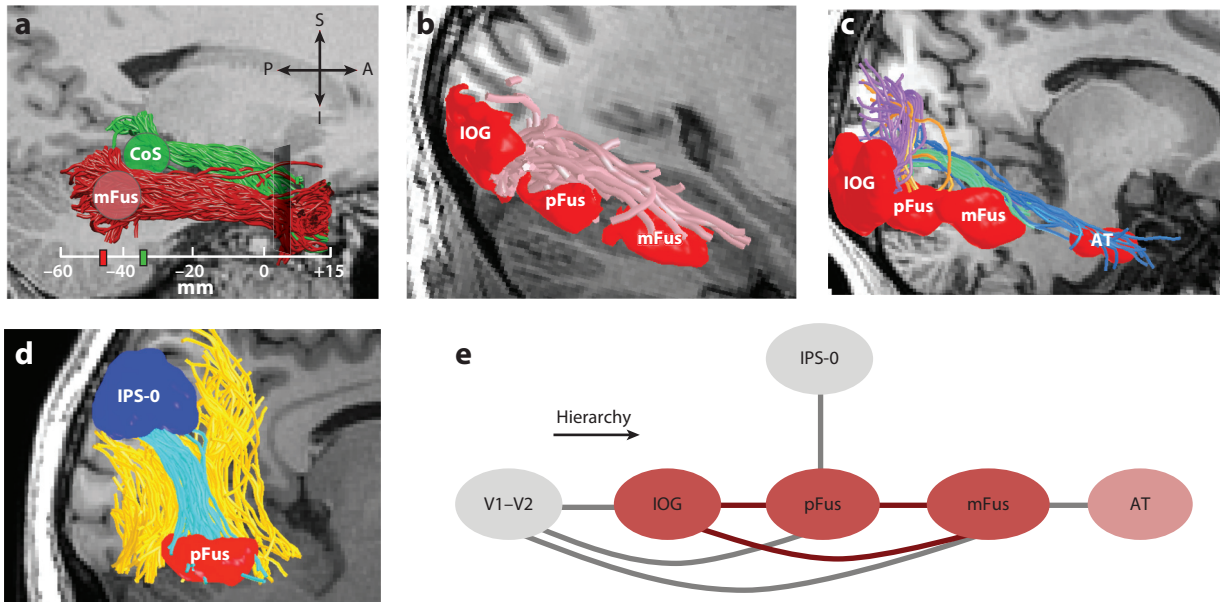 a
S
P
A
I
CoS
mFus
–60
–40
–20
0
+15
mm
b
IOG
pFus
mFus
c
IOG
pFus
mFus
AT
d
IPS-0
pFus
e
IPS-0
Hierarchy
V1–V2
IOG
pFus
mFus
AT